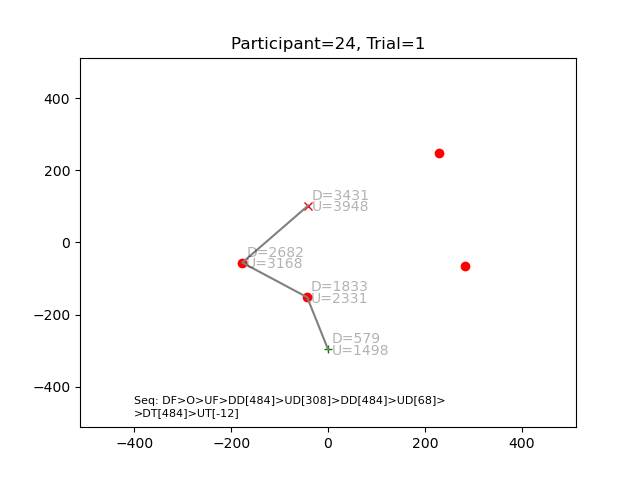 Participant=24, Trial=1
400
200
0
−200
−400
D=3431
U=3948
D=2682
U=3168
D=1833
U=2331
D=579
U=1498
Seq: DF>O>UF>DD[484]>UD[308]>DD[484]>UD[68]>
>DT[484]>UT[-12]
−400
−200
0
200
400